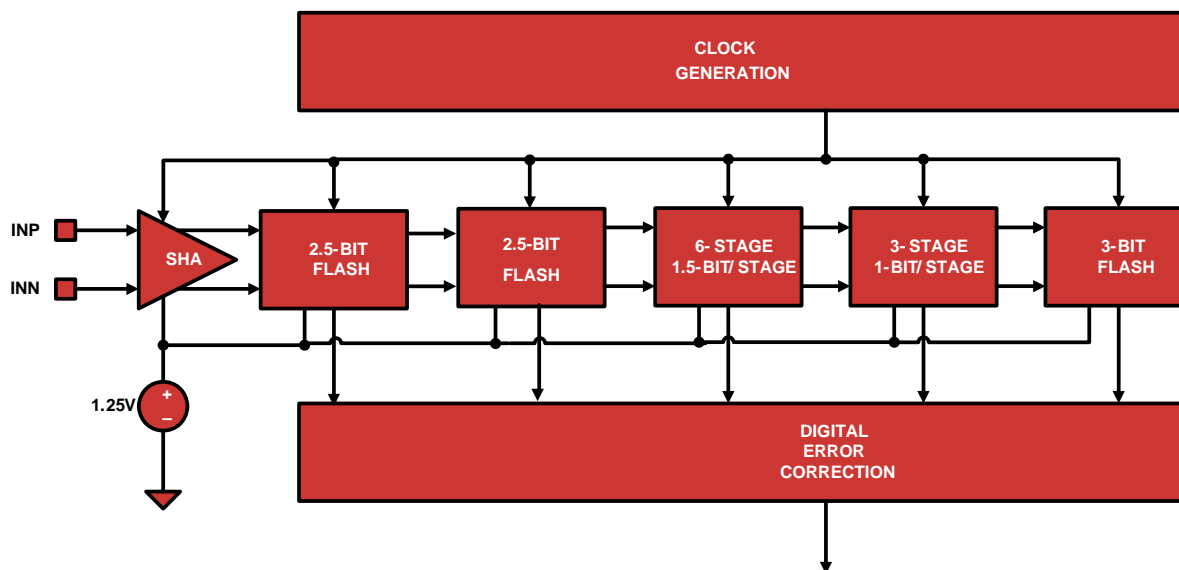 CLOCK
GENERATION
INP
INN
SHA
2.5-BIT
FLASH
2.5-BIT
FLASH
6- STAGE
1.5-BIT/ STAGE
3- STAGE
1-BIT/ STAGE
3-BIT
FLASH
1.25V
+
–
DIGITAL
ERROR
CORRECTION